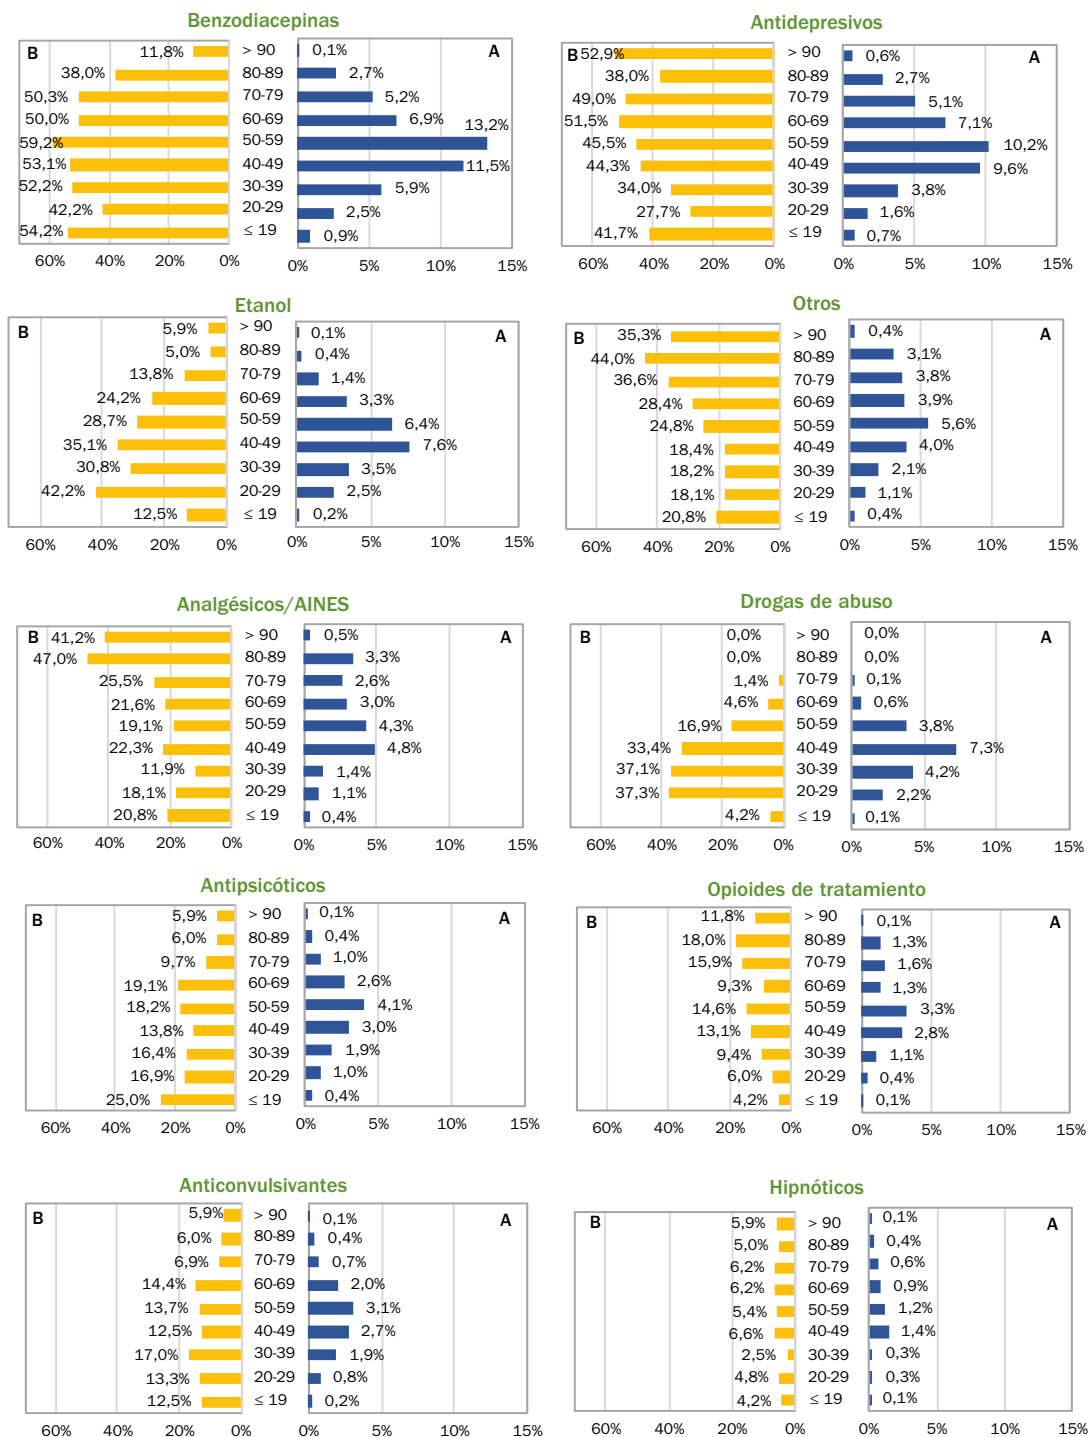 Benzodiacepinas
B
A
11,8% > 90 0,1%
38,0% 80-89 2,7%
50,3% 70-79 5,2%
50,0% 60-69 6,9%
59,2% 50-59 13,2%
53,1% 40-49 11,5%
52,2% 30-39 5,9%
42,2% 20-29 2,5%
54,2% ≤ 19 0,9%
60% 40% 20% 0% 0% 5% 10% 15%
Antidepresivos
B
A
52,9% > 90 0,6%
38,0% 80-89 2,7%
49,0% 70-79 5,1%
51,5% 60-69 7,1%
45,5% 50-59 10,2%
44,3% 40-49 9,6%
34,0% 30-39 3,8%
27,7% 20-29 1,6%
41,7% ≤ 19 0,7%
60% 40% 20% 0% 0% 5% 10% 15%
Etanol
B
A
5,9% > 90 0,1%
5,0% 80-89 0,4%
13,8% 70-79 1,4%
24,2% 60-69 3,3%
28,7% 50-59 6,4%
35,1% 40-49 7,6%
30,8% 30-39 3,5%
42,2% 20-29 2,5%
12,5% ≤ 19 0,2%
60% 40% 20% 0% 0% 5% 10% 15%
Otros
B
A
35,3% > 90 0,4%
44,0% 80-89 3,1%
36,6% 70-79 3,8%
28,4% 60-69 3,9%
24,8% 50-59 5,6%
18,4% 40-49 4,0%
18,2% 30-39 2,1%
18,1% 20-29 1,1%
20,8% ≤ 19 0,4%
60% 40% 20% 0% 0% 5% 10% 15%
Analgésicos/AINES
B
A
41,2% > 90 0,5%
47,0% 80-89 3,3%
25,5% 70-79 2,6%
21,6% 60-69 3,0%
19,1% 50-59 4,3%
22,3% 40-49 4,8%
11,9% 30-39 1,4%
18,1% 20-29 1,1%
20,8% ≤ 19 0,4%
60% 40% 20% 0% 0% 5% 10% 15%
Drogas de abuso
B
A
0,0% > 90 0,0%
0,0% 80-89 0,0%
1,4% 70-79 0,1%
4,6% 60-69 0,6%
16,9% 50-59 3,8%
33,4% 40-49 7,3%
37,1% 30-39 4,2%
37,3% 20-29 2,2%
4,2% ≤ 19 0,1%
60% 40% 20% 0% 0% 5% 10% 15%
Antipsicóticos
B
A
5,9% > 90 0,1%
6,0% 80-89 0,4%
9,7% 70-79 1,0%
19,1% 60-69 2,6%
18,2% 50-59 4,1%
13,8% 40-49 3,0%
16,4% 30-39 1,9%
16,9% 20-29 1,0%
25,0% ≤ 19 0,4%
60% 40% 20% 0% 0% 5% 10% 15%
Opioides de tratamiento
B
A
11,8% > 90 0,1%
18,0% 80-89 1,3%
15,9% 70-79 1,6%
9,3% 60-69 1,3%
14,6% 50-59 3,3%
13,1% 40-49 2,8%
9,4% 30-39 1,1%
6,0% 20-29 0,4%
4,2% ≤ 19 0,1%
60% 40% 20% 0% 0% 5% 10% 15%
Anticonvulsivantes
B
A
5,9% > 90 0,1%
6,0% 80-89 0,4%
6,9% 70-79 0,7%
14,4% 60-69 2,0%
13,7% 50-59 3,1%
12,5% 40-49 2,7%
17,0% 30-39 1,9%
13,3% 20-29 0,8%
12,5% ≤ 19 0,2%
60% 40% 20% 0% 0% 5% 10% 15%
Hipnóticos
B
A
5,9% > 90 0,1%
5,0% 80-89 0,4%
6,2% 70-79 0,6%
6,2% 60-69 0,9%
5,4% 50-59 1,2%
6,6% 40-49 1,4%
2,5% 30-39 0,3%
4,8% 20-29 0,3%
4,2% ≤ 19 0,1%
60% 40% 20% 0% 0% 5% 10% 15%